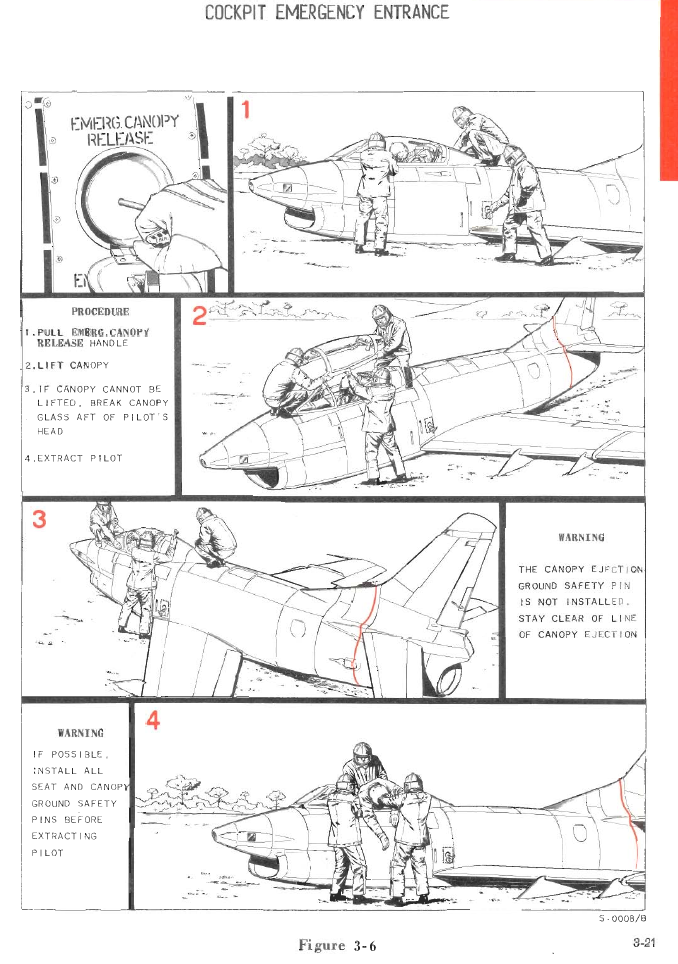 COCKPIT EMERGENCY ENTRANCE
EMERG. CANOPY
RELEASE
1
PROCEDURE
1. PULL EMERG. CANOPY
RELEASE HANDLE
2. LIFT CANOPY
3. IF CANOPY CANNOT BE
LIFTED, BREAK CANOPY
GLASS AFT OF PILOT'S
HEAD
4. EXTRACT PILOT
2
3
WARNING
THE CANOPY EJECTION
GROUND SAFETY PIN
IS NOT INSTALLED.
STAY CLEAR OF LINE
OF CANOPY EJECTION
WARNING
IF POSSIBLE,
INSTALL ALL
SEAT AND CANOPY
GROUND SAFETY
PINS BEFORE
EXTRACTING
PILOT
4
S-0008/B
Figure 3-6
3-21